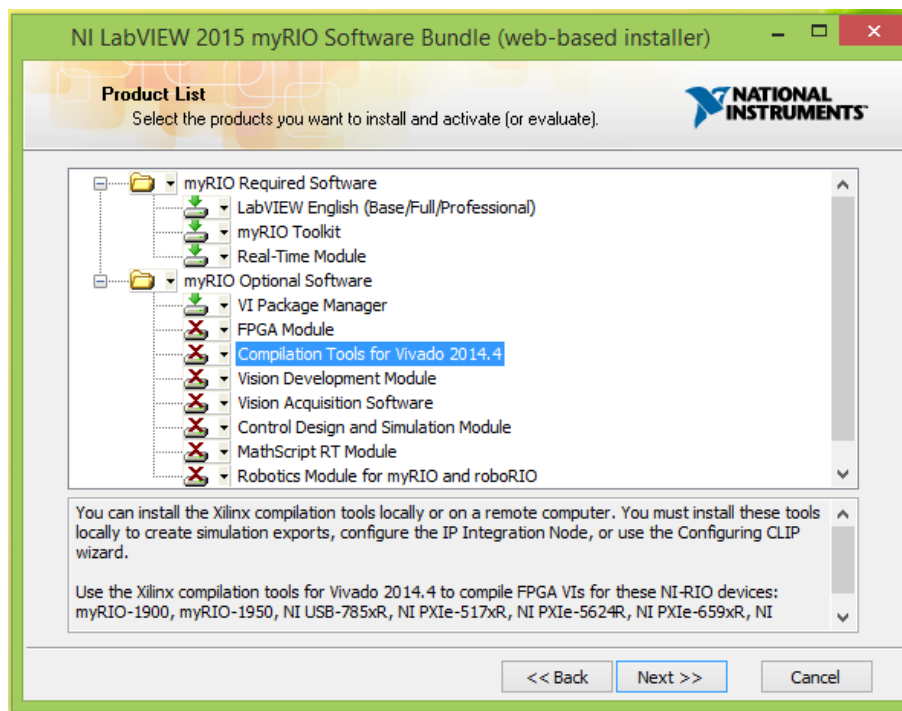 NI LabVIEW 2015 myRIO Software Bundle (web-based installer)
Product List
Select the products you want to install and activate (or evaluate).
NATIONAL
INSTRUMENTS™
myRIO Required Software
LabVIEW English (Base/Full/Professional)
myRIO Toolkit
Real-Time Module
myRIO Optional Software
VI Package Manager
FPGA Module
Compilation Tools for Vivado 2014.4
Vision Development Module
Vision Acquisition Software
Control Design and Simulation Module
MathScript RT Module
Robotics Module for myRIO and roboRIO
You can install the Xilinx compilation tools locally or on a remote computer. You must install these tools
locally to create simulation exports, configure the IP Integration Node, or use the Configuring CLIP
wizard.
Use the Xilinx compilation tools for Vivado 2014.4 to compile FPGA VIs for these NI-RIO devices:
myRIO-1900, myRIO-1950, NI USB-785xR, NI PXIe-517xR, NI PXIe-5624R, NI PXIe-659xR, NI
<< Back
Next >>
Cancel